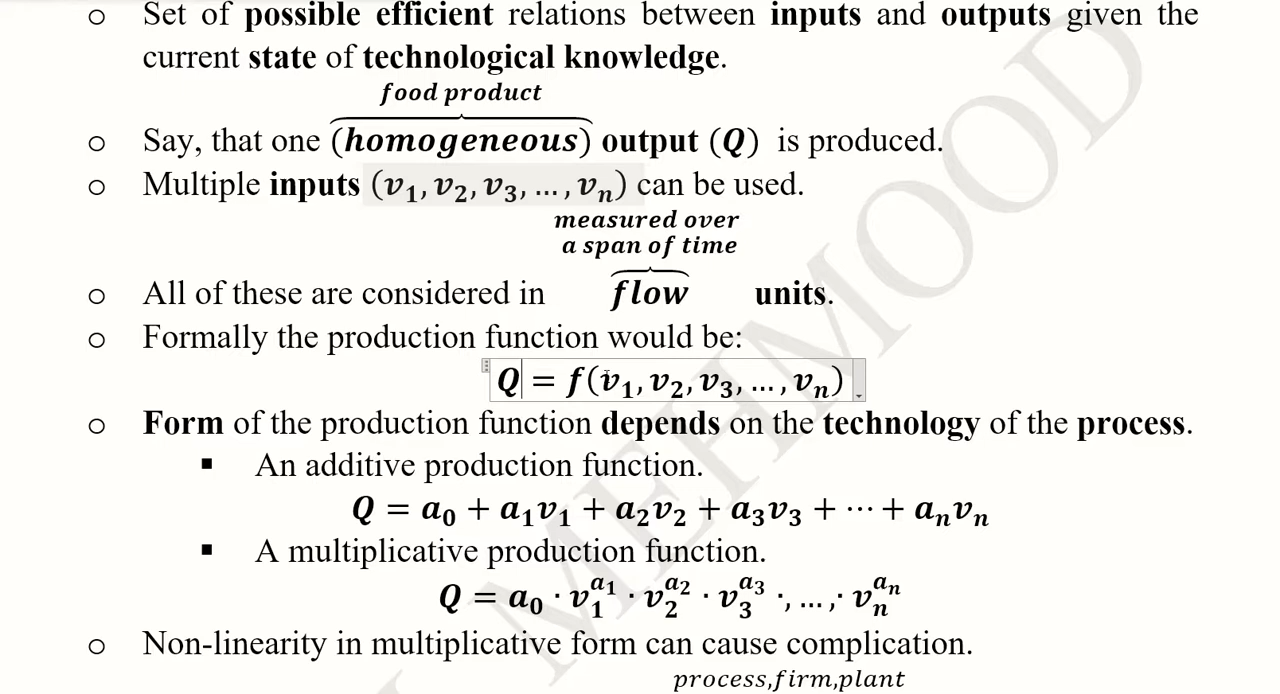 ○ Set of possible efficient relations between inputs and outputs given the
current state of technological knowledge.
food product
○ Say, that one (homogeneous) output (Q) is produced.
○ Multiple inputs (v₁, v₂, v₃, … , vₙ) can be used.
measured over
a span of time
○ All of these are considered in flow units.
○ Formally the production function would be:
Q = f(v₁, v₂, v₃, … , vₙ)
○ Form of the production function depends on the technology of the process.
▪ An additive production function.
Q = a₀ + a₁v₁ + a₂v₂ + a₃v₃ + ⋯ + aₙvₙ
▪ A multiplicative production function.
Q = a₀ · v₁^a₁ · v₂^a₂ · v₃^a₃ ·, … ,· vₙ^aₙ
○ Non-linearity in multiplicative form can cause complication.
process,firm,plant
MEHMOOD